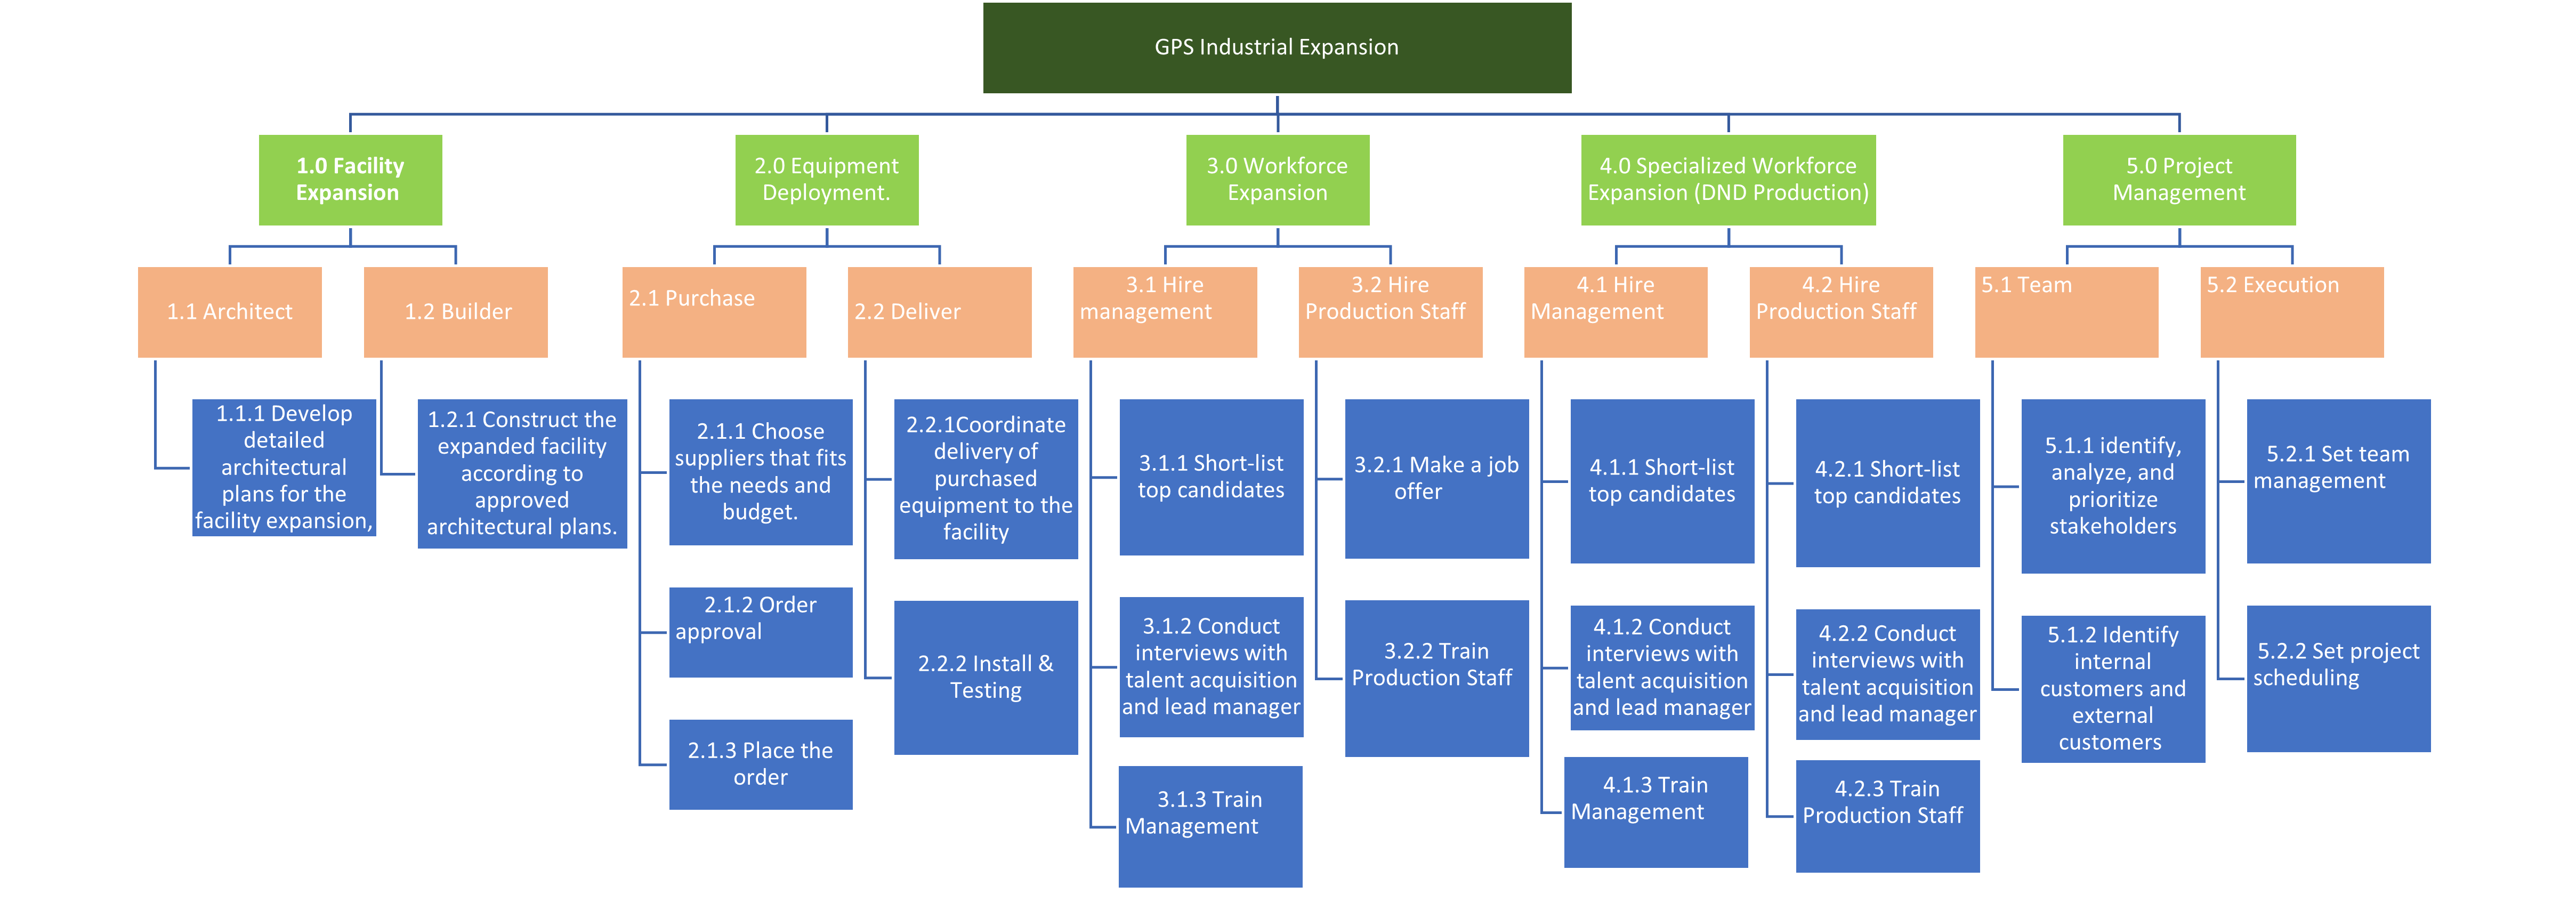 GPS Industrial Expansion
1.0 Facility
Expansion
2.0 Equipment
Deployment.
3.0 Workforce
Expansion
4.0 Specialized Workforce
Expansion (DND Production)
5.0 Project
Management
1.1 Architect
1.2 Builder
2.1 Purchase
2.2 Deliver
3.1 Hire
management
3.2 Hire
Production Staff
4.1 Hire
Management
4.2 Hire
Production Staff
5.1 Team
5.2 Execution
1.1.1 Develop
detailed
architectural
plans for the
facility expansion,
1.2.1 Construct the
expanded facility
according to
approved
architectural plans.
2.1.1 Choose
suppliers that fits
the needs and
budget.
2.1.2 Order
approval
2.1.3 Place the
order
2.2.1Coordinate
delivery of
purchased
equipment to the
facility
2.2.2 Install &
Testing
3.1.1 Short-list
top candidates
3.1.2 Conduct
interviews with
talent acquisition
and lead manager
3.1.3 Train
Management
3.2.1 Make a job
offer
3.2.2 Train
Production Staff
4.1.1 Short-list
top candidates
4.1.2 Conduct
interviews with
talent acquisition
and lead manager
4.1.3 Train
Management
4.2.1 Short-list
top candidates
4.2.2 Conduct
interviews with
talent acquisition
and lead manager
4.2.3 Train
Production Staff
5.1.1 identify,
analyze, and
prioritize
stakeholders
5.1.2 Identify
internal
customers and
external
customers
5.2.1 Set team
management
5.2.2 Set project
scheduling